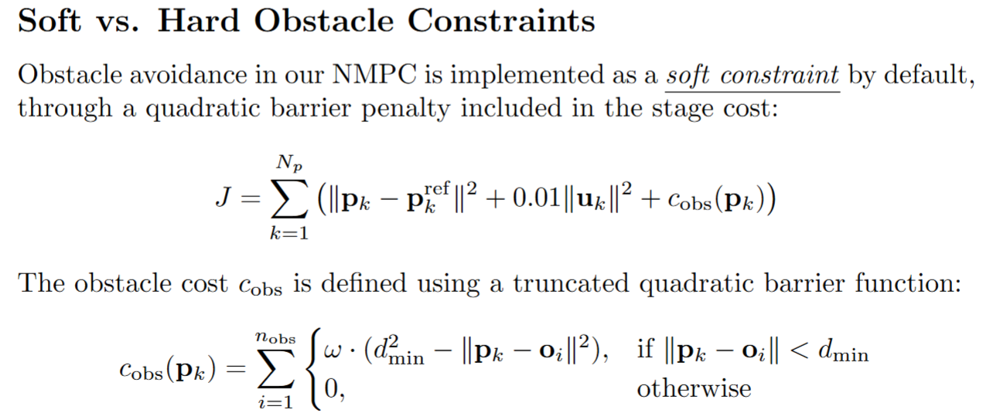 Soft vs. Hard Obstacle Constraints
Obstacle avoidance in our NMPC is implemented as a soft constraint by default,
through a quadratic barrier penalty included in the stage cost:
$$J = \sum_{k=1}^{N_p} \left( \|\mathbf{p}_k - \mathbf{p}_k^{\text{ref}}\|^2 + 0.01\|\mathbf{u}_k\|^2 + c_{\text{obs}}(\mathbf{p}_k) \right)$$
The obstacle cost $c_{\text{obs}}$ is defined using a truncated quadratic barrier function:
$$c_{\text{obs}}(\mathbf{p}_k) = \sum_{i=1}^{n_{\text{obs}}} \begin{cases} \omega \cdot (d_{\min}^2 - \|\mathbf{p}_k - \mathbf{o}_i\|^2), & \text{if } \|\mathbf{p}_k - \mathbf{o}_i\| < d_{\min} \\ 0, & \text{otherwise} \end{cases}$$